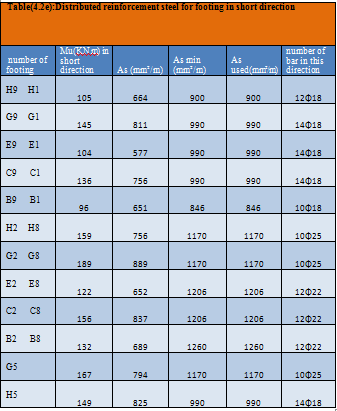 Table(4.2e):Distributed reinforcement steel for footing in short direction
number of footing Mu(KN.m) in short direction As (mm²/m) As min (mm²/m) As used(mm²/m) number of bar in this direction
H9 H1 105 664 900 900 12Φ18
G9 G1 145 811 990 990 14Φ18
E9 E1 104 577 990 990 14Φ18
C9 C1 136 756 990 990 14Φ18
B9 B1 96 651 846 846 10Φ18
H2 H8 159 756 1170 1170 10Φ25
G2 G8 189 889 1170 1170 10Φ25
E2 E8 122 652 1206 1206 12Φ22
C2 C8 156 837 1206 1206 12Φ22
B2 B8 132 689 1260 1260 12Φ22
G5 167 794 1170 1170 10Φ25
H5 149 825 990 990 14Φ18